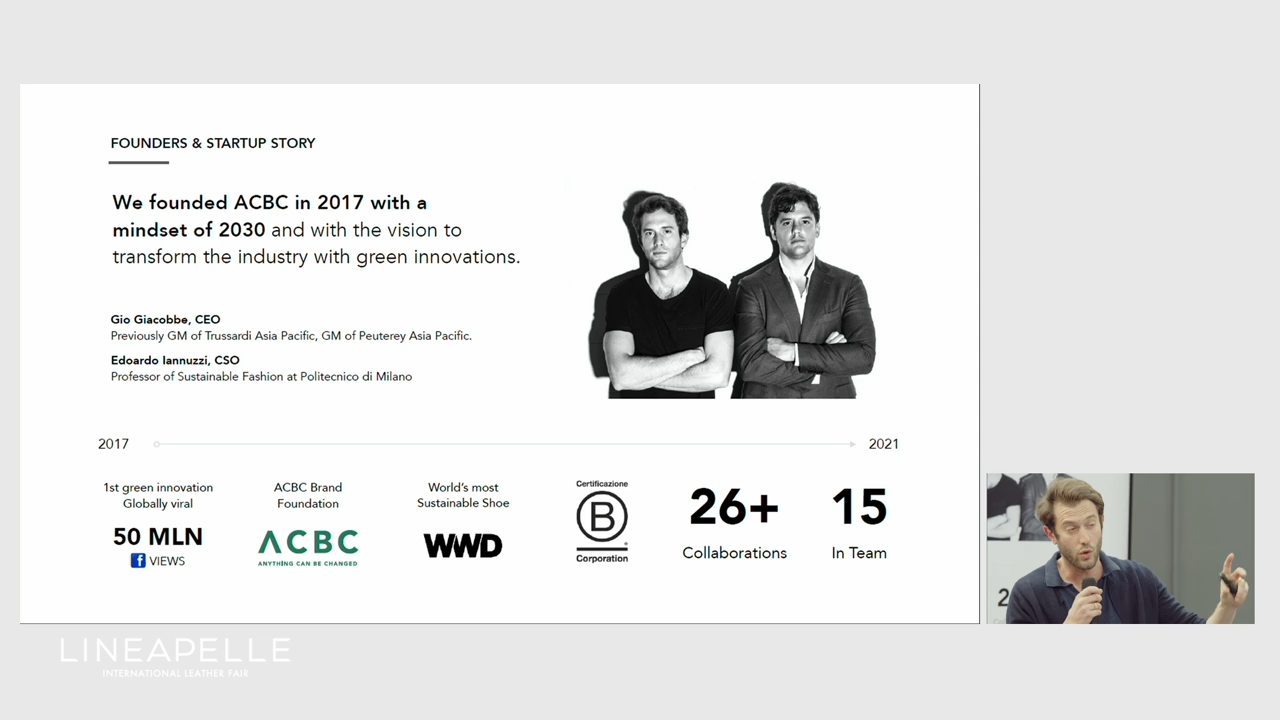 FOUNDERS & STARTUP STORY
We founded ACBC in 2017 with a
mindset of 2030 and with the vision to
transform the industry with green innovations.
Gio Giacobbe, CEO
Previously GM of Trussardi Asia Pacific, GM of Peuterey Asia Pacific.
Edoardo Iannuzzi, CSO
Professor of Sustainable Fashion at Politecnico di Milano
2017
2021
1st green innovation
Globally viral
50 MLN
f VIEWS
ACBC Brand
Foundation
ACBC
ANYTHING CAN BE CHANGED
World's most
Sustainable Shoe
WWD
Certificazione
B
Corporation
26+
Collaborations
15
In Team
2
LINEAPELLE
INTERNATIONAL LEATHER FAIR